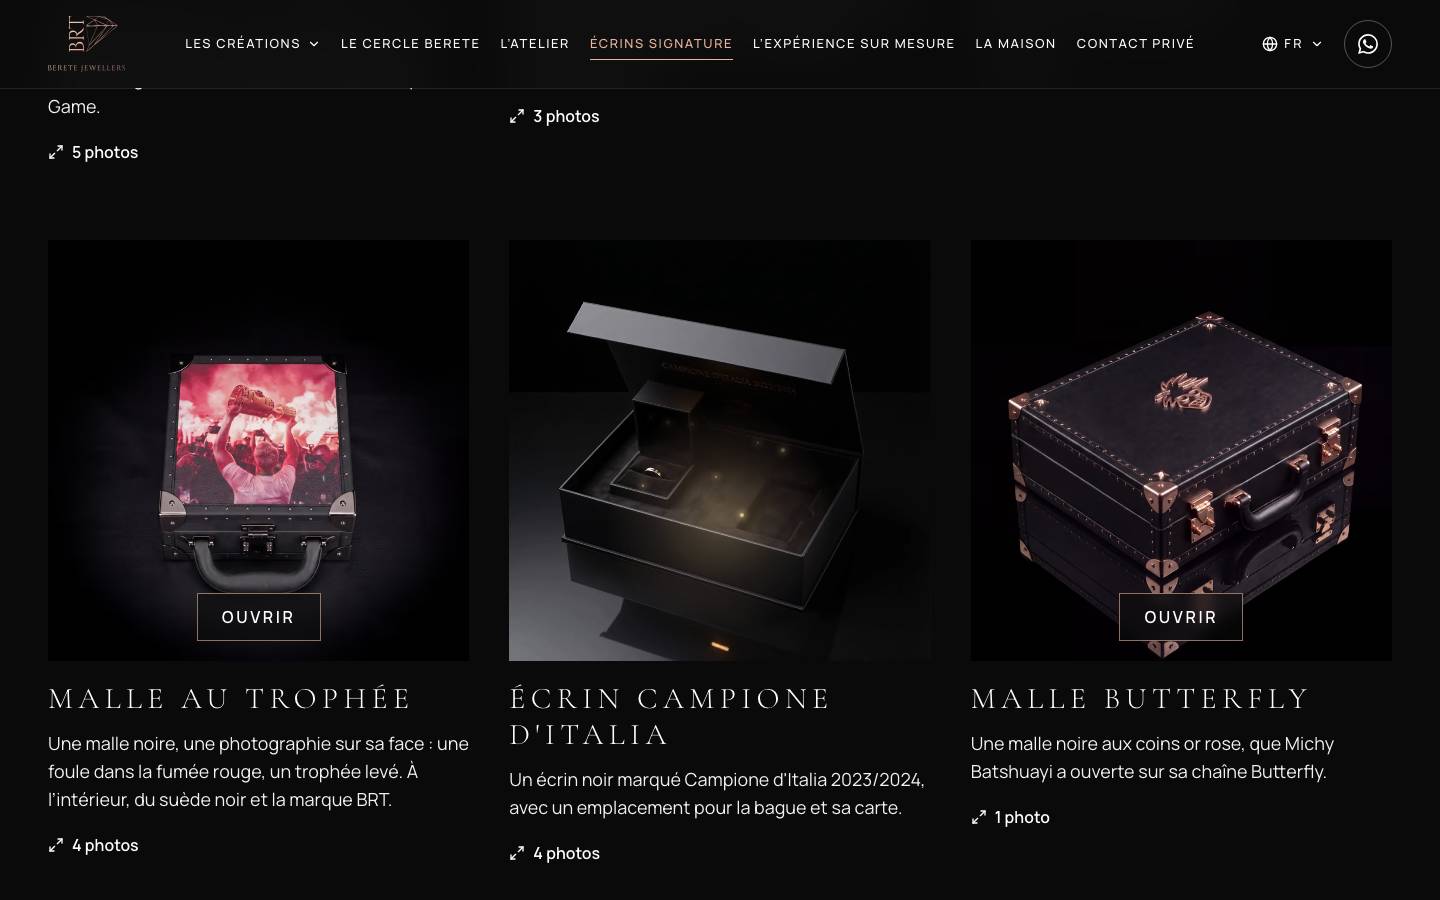 BRT
BERETE JEWELLERS
LES CRÉATIONS
LE CERCLE BERETE
L'ATELIER
ÉCRINS SIGNATURE
L'EXPÉRIENCE SUR MESURE
LA MAISON
CONTACT PRIVÉ
FR
Game.
5 photos
3 photos
OUVRIR
OUVRIR
MALLE AU TROPHÉE
Une malle noire, une photographie sur sa face : une
foule dans la fumée rouge, un trophée levé. À
l'intérieur, du suède noir et la marque BRT.
4 photos
ÉCRIN CAMPIONE
D'ITALIA
Un écrin noir marqué Campione d'Italia 2023/2024,
avec un emplacement pour la bague et sa carte.
4 photos
MALLE BUTTERFLY
Une malle noire aux coins or rose, que Michy
Batshuayi a ouverte sur sa chaîne Butterfly.
1 photo